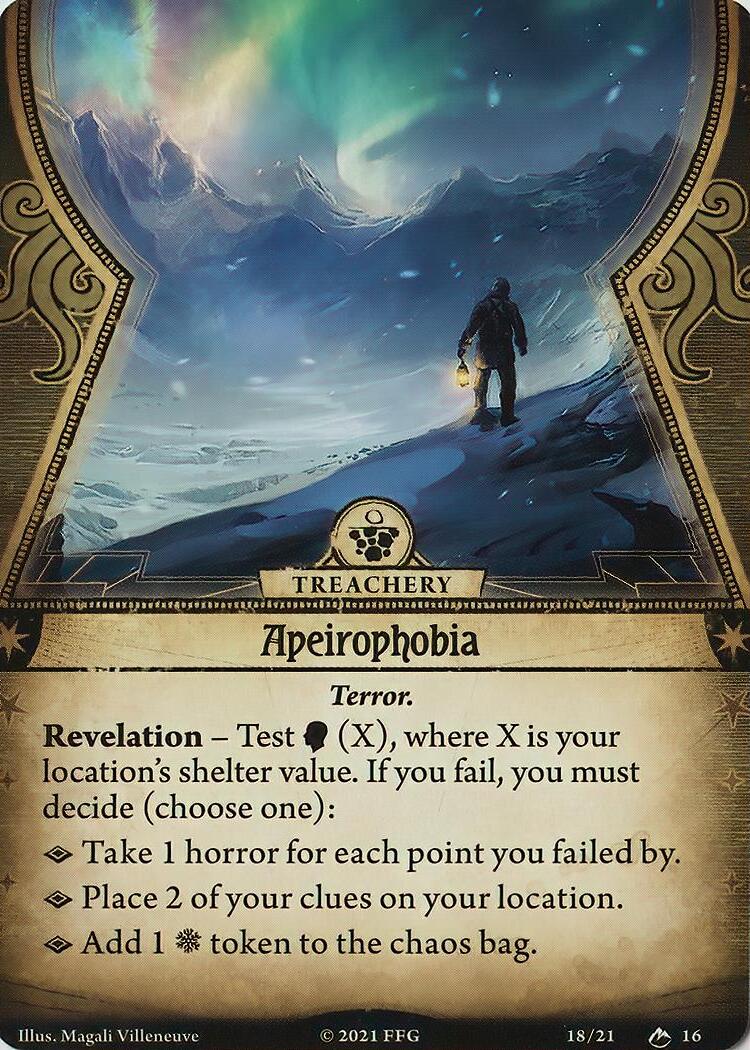 TREACHERY
Apeirophobia
Terror.
Revelation – Test (X), where X is your
location's shelter value. If you fail, you must
decide (choose one):
Take 1 horror for each point you failed by.
Place 2 of your clues on your location.
Add 1 token to the chaos bag.
Illus. Magali Villeneuve © 2021 FFG 18/21 16